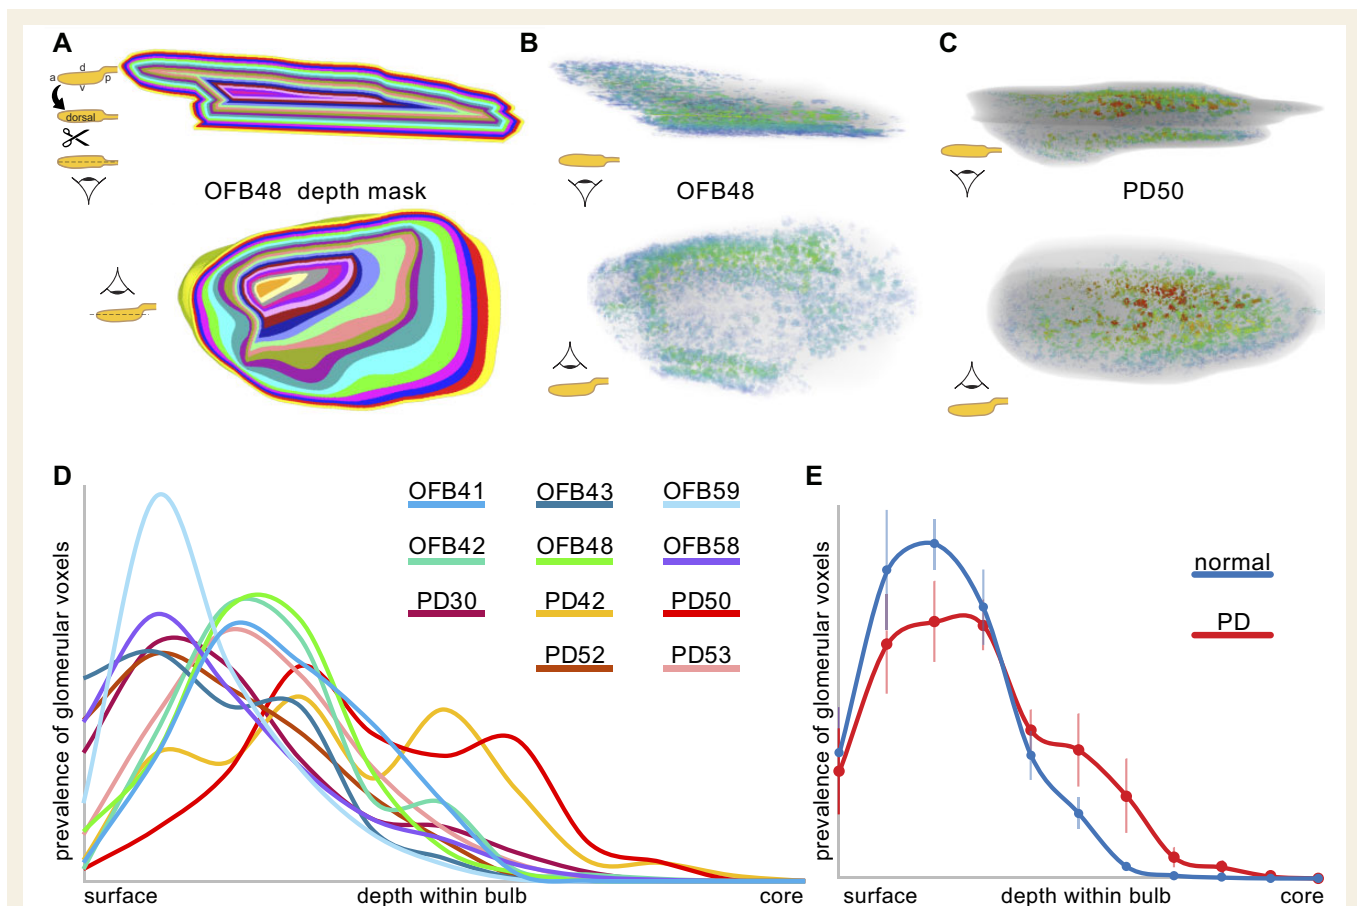 A
B
C
d
a
p
v
dorsal
OFB48 depth mask
OFB48
PD50
D
E
OFB41
OFB43
OFB59
OFB42
OFB48
OFB58
PD30
PD42
PD50
PD52
PD53
prevalence of glomerular voxels
surface
depth within bulb
core
normal
PD
prevalence of glomerular voxels
surface
depth within bulb
core